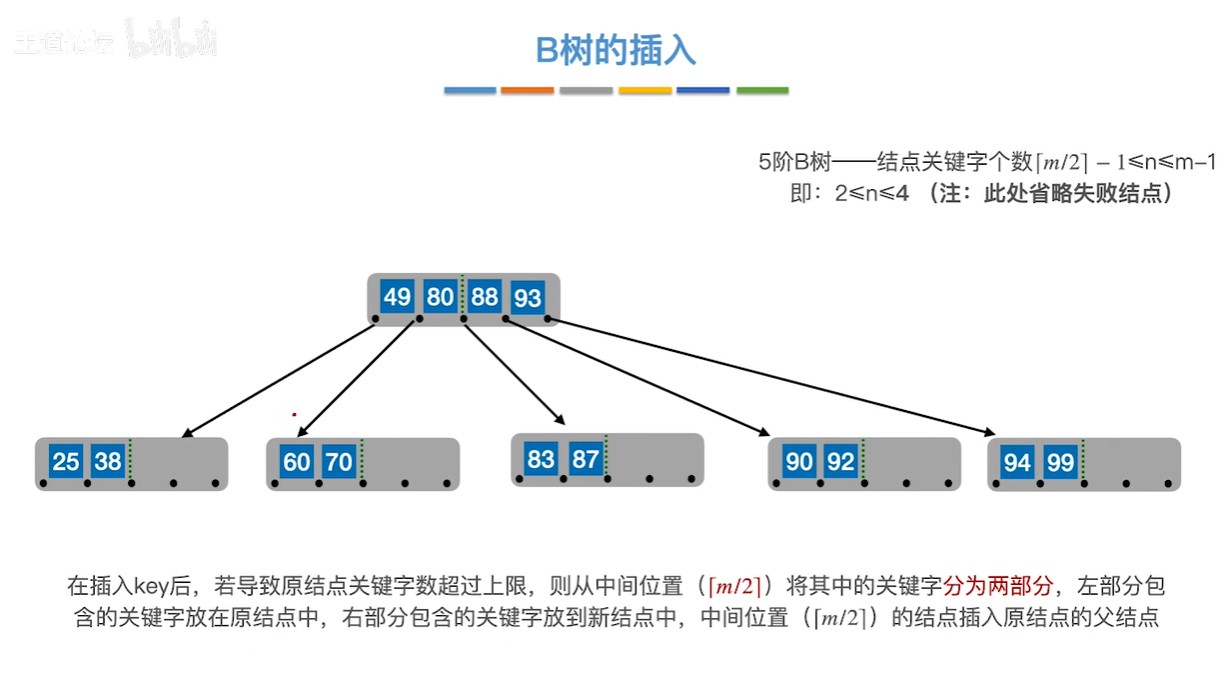 王道论坛 bilibili
B树的插入
5阶B树——结点关键字个数⌈m/2⌉ − 1≤n≤m−1
即：2≤n≤4 （注：此处省略失败结点）
49 80 88 93
25 38 60 70 83 87 90 92 94 99
在插入key后，若导致原结点关键字数超过上限，则从中间位置（⌈m/2⌉）将其中的关键字分为两部分，左部分包
含的关键字放在原结点中，右部分包含的关键字放到新结点中，中间位置（⌈m/2⌉）的结点插入原结点的父结点